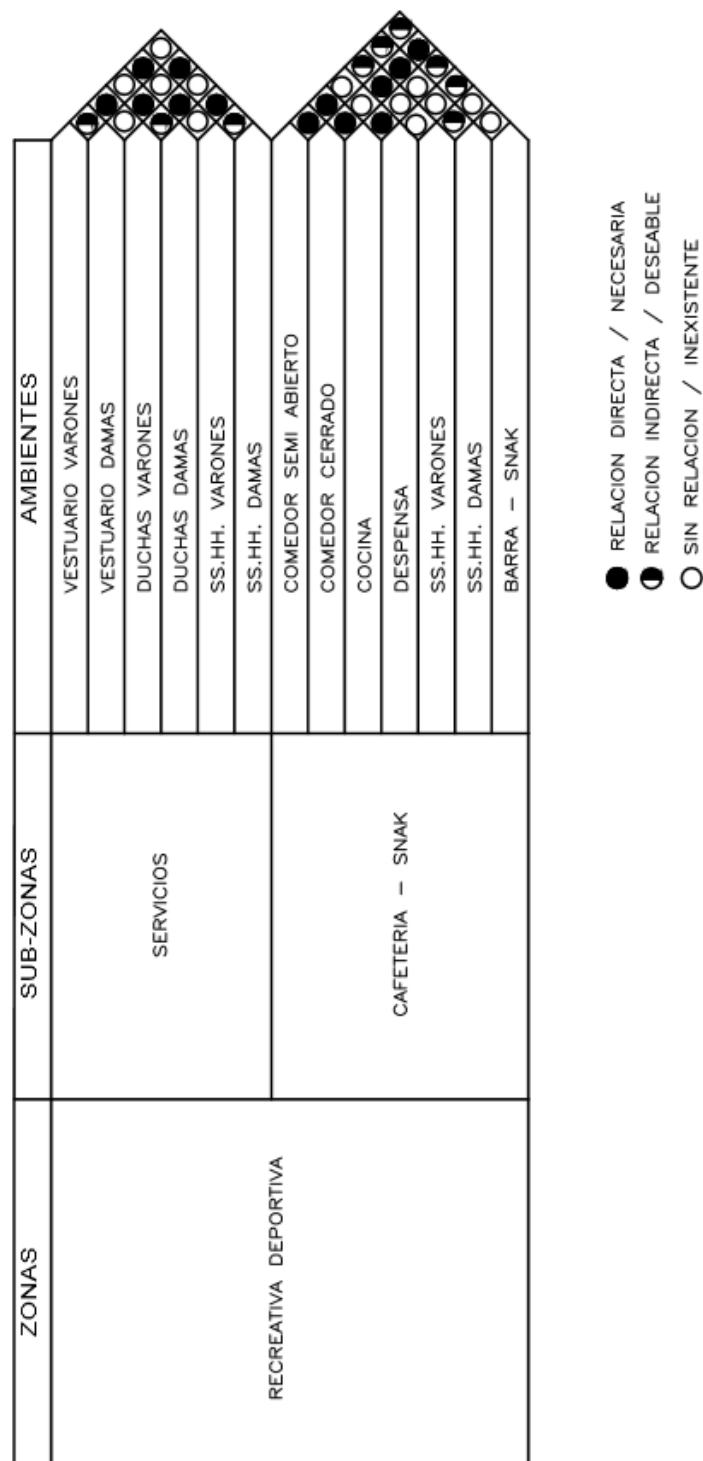 ZONAS
SUB-ZONAS
AMBIENTES
RECREATIVA DEPORTIVA
SERVICIOS
VESTUARIO VARONES
VESTUARIO DAMAS
DUCHAS VARONES
DUCHAS DAMAS
SS.HH. VARONES
SS.HH. DAMAS
CAFETERIA – SNAK
COMEDOR SEMI ABIERTO
COMEDOR CERRADO
COCINA
DESPENSA
SS.HH. VARONES
SS.HH. DAMAS
BARRA – SNAK
RELACION DIRECTA / NECESARIA
RELACION INDIRECTA / DESEABLE
SIN RELACION / INEXISTENTE